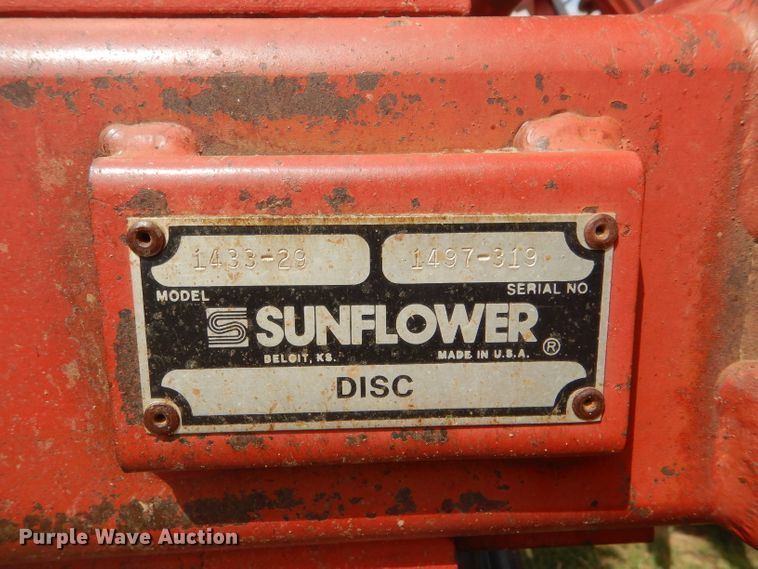 1433-29 1497-319
MODEL SERIAL NO.
S SUNFLOWER ®
BELOIT, KS. MADE IN U.S.A.
DISC
Purple Wave Auction